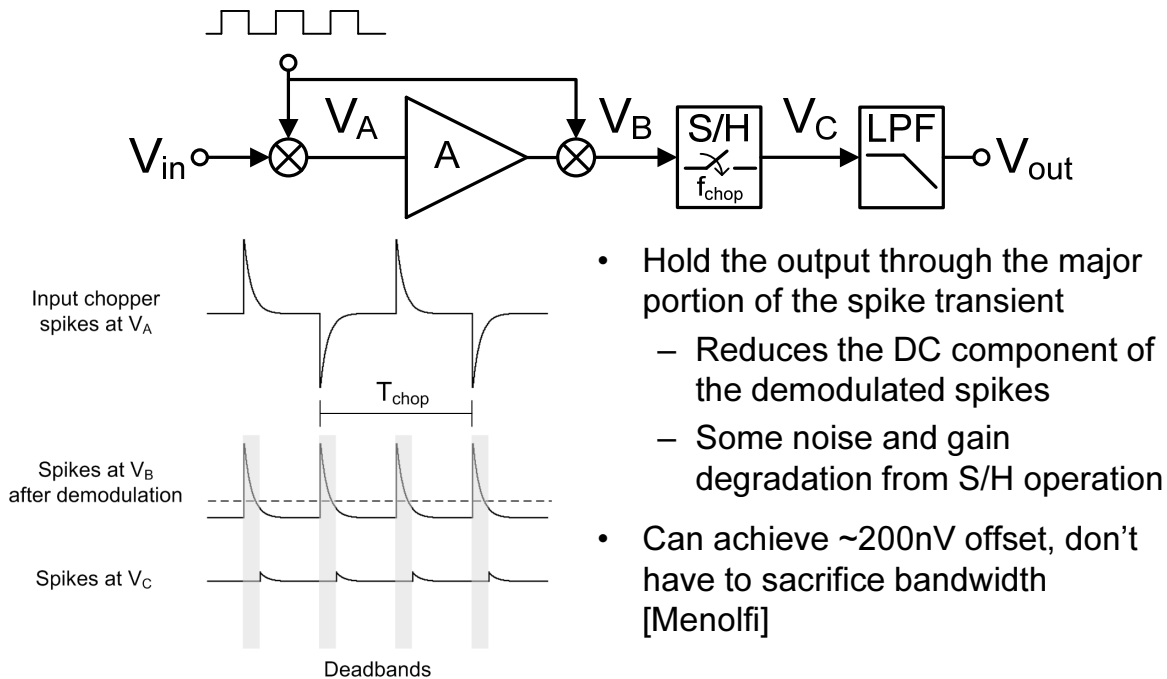 V_in
V_A
A
V_B
S/H
f_chop
V_C
LPF
V_out
Input chopper
spikes at V_A
T_chop
Spikes at V_B
after demodulation
Spikes at V_C
Deadbands
• Hold the output through the major
portion of the spike transient
– Reduces the DC component of
the demodulated spikes
– Some noise and gain
degradation from S/H operation
• Can achieve ~200nV offset, don't
have to sacrifice bandwidth
[Menolfi]